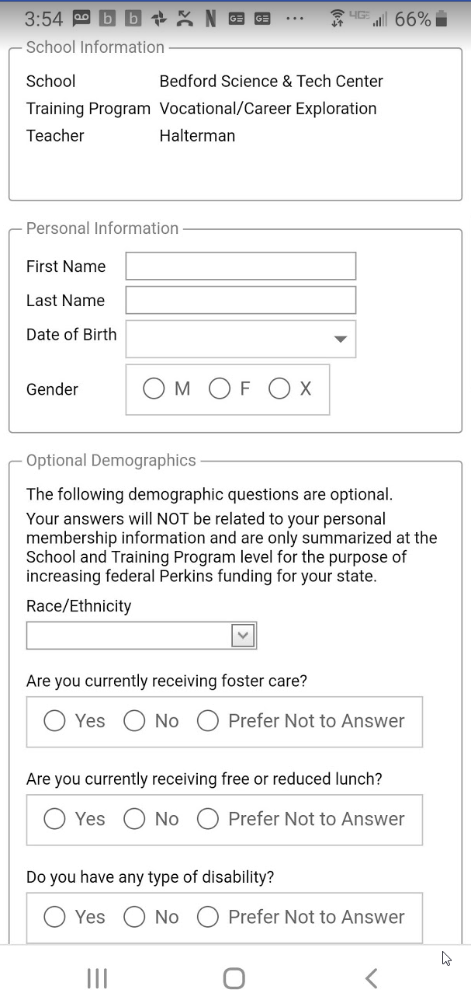 3:54 b b N GE GE ... 4GE 66%
School Information
School Bedford Science & Tech Center
Training Program Vocational/Career Exploration
Teacher Halterman
Personal Information
First Name
Last Name
Date of Birth
Gender M F X
Optional Demographics
The following demographic questions are optional.
Your answers will NOT be related to your personal
membership information and are only summarized at the
School and Training Program level for the purpose of
increasing federal Perkins funding for your state.
Race/Ethnicity
Are you currently receiving foster care?
Yes No Prefer Not to Answer
Are you currently receiving free or reduced lunch?
Yes No Prefer Not to Answer
Do you have any type of disability?
Yes No Prefer Not to Answer